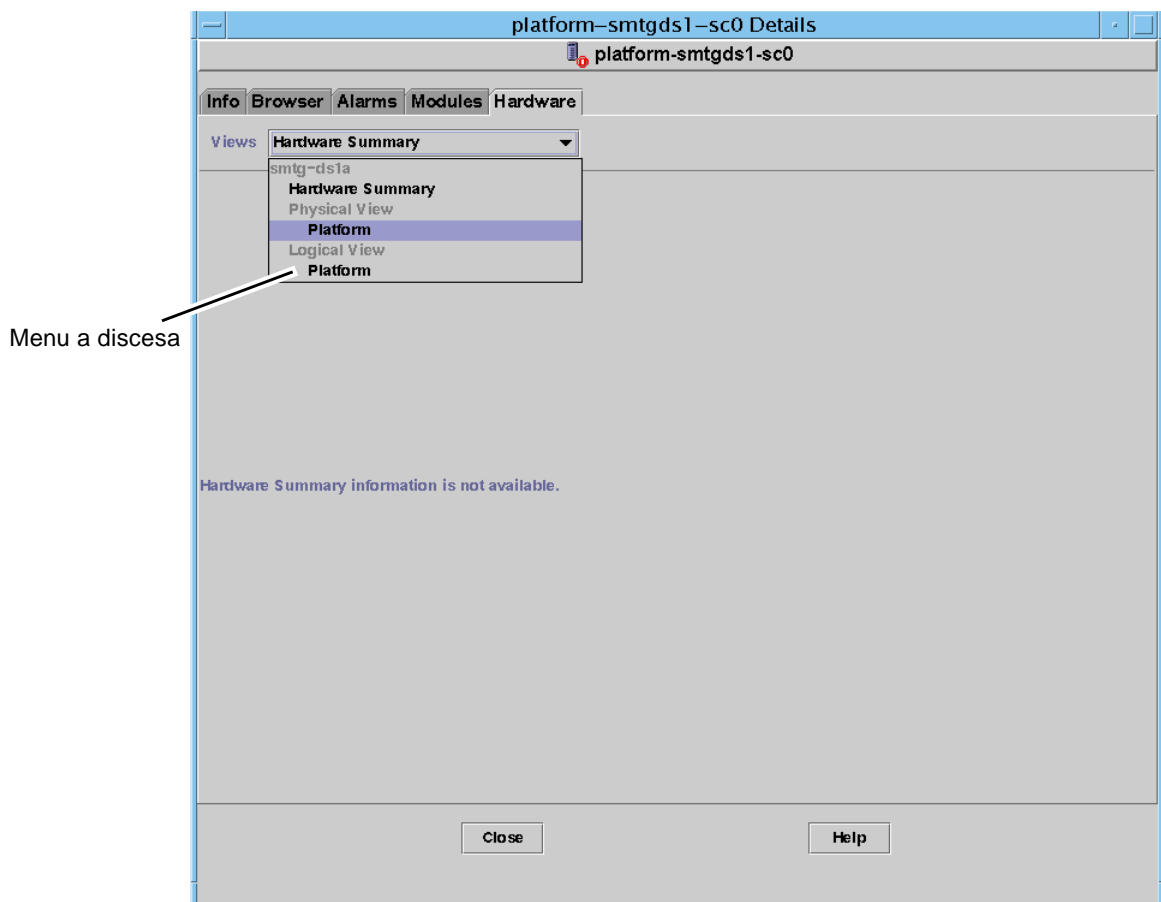 platform–smtgds1–sc0 Details
platform-smtgds1-sc0
Info Browser Alarms Modules Hardware
Views Hardware Summary
smtg-ds1a
Hardware Summary
Physical View
Platform
Logical View
Platform
Menu a discesa
Hardware Summary information is not available.
Close Help